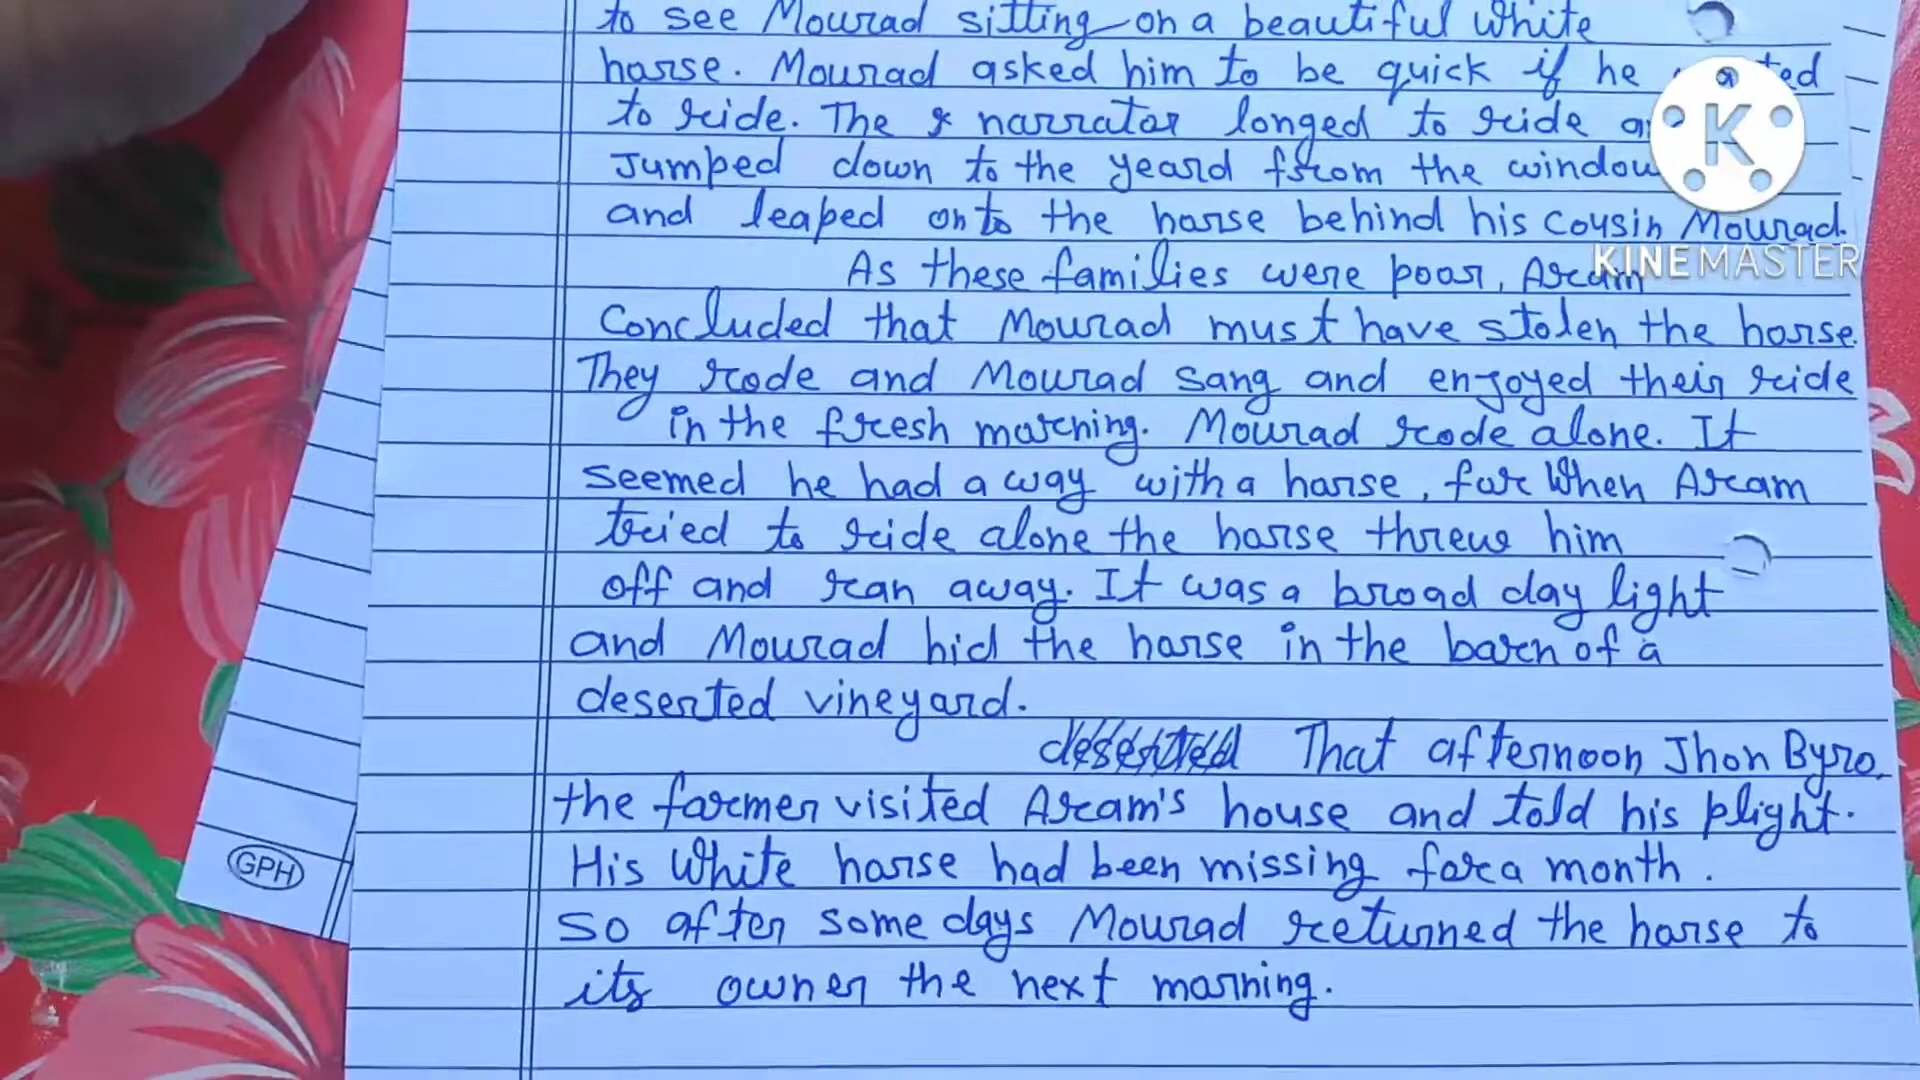 to see Mourad sitting on a beautiful white
horse. Mourad asked him to be quick if he
to ride. The narrator longed to ride
Jumped down to the yeard from the window
and leaped onto the horse behind his cousin Mourad.
As these families were poor, Aram
Concluded that Mourad must have stolen the horse.
They rode and Mourad sang and enjoyed their ride
in the fresh morning. Mourad rode alone. It
seemed he had a way with a horse, for When Aram
tried to ride alone the horse threw him
off and ran away. It was a broad day light
and Mourad hid the horse in the barn of a
deserted vineyard.
deserted That afternoon Jhon Byro,
the farmer visited Aram's house and told his plight.
His White horse had been missing for a month.
so after some days Mourad returned the horse to
its owner the next morning.
K
KINEMASTER
GPH